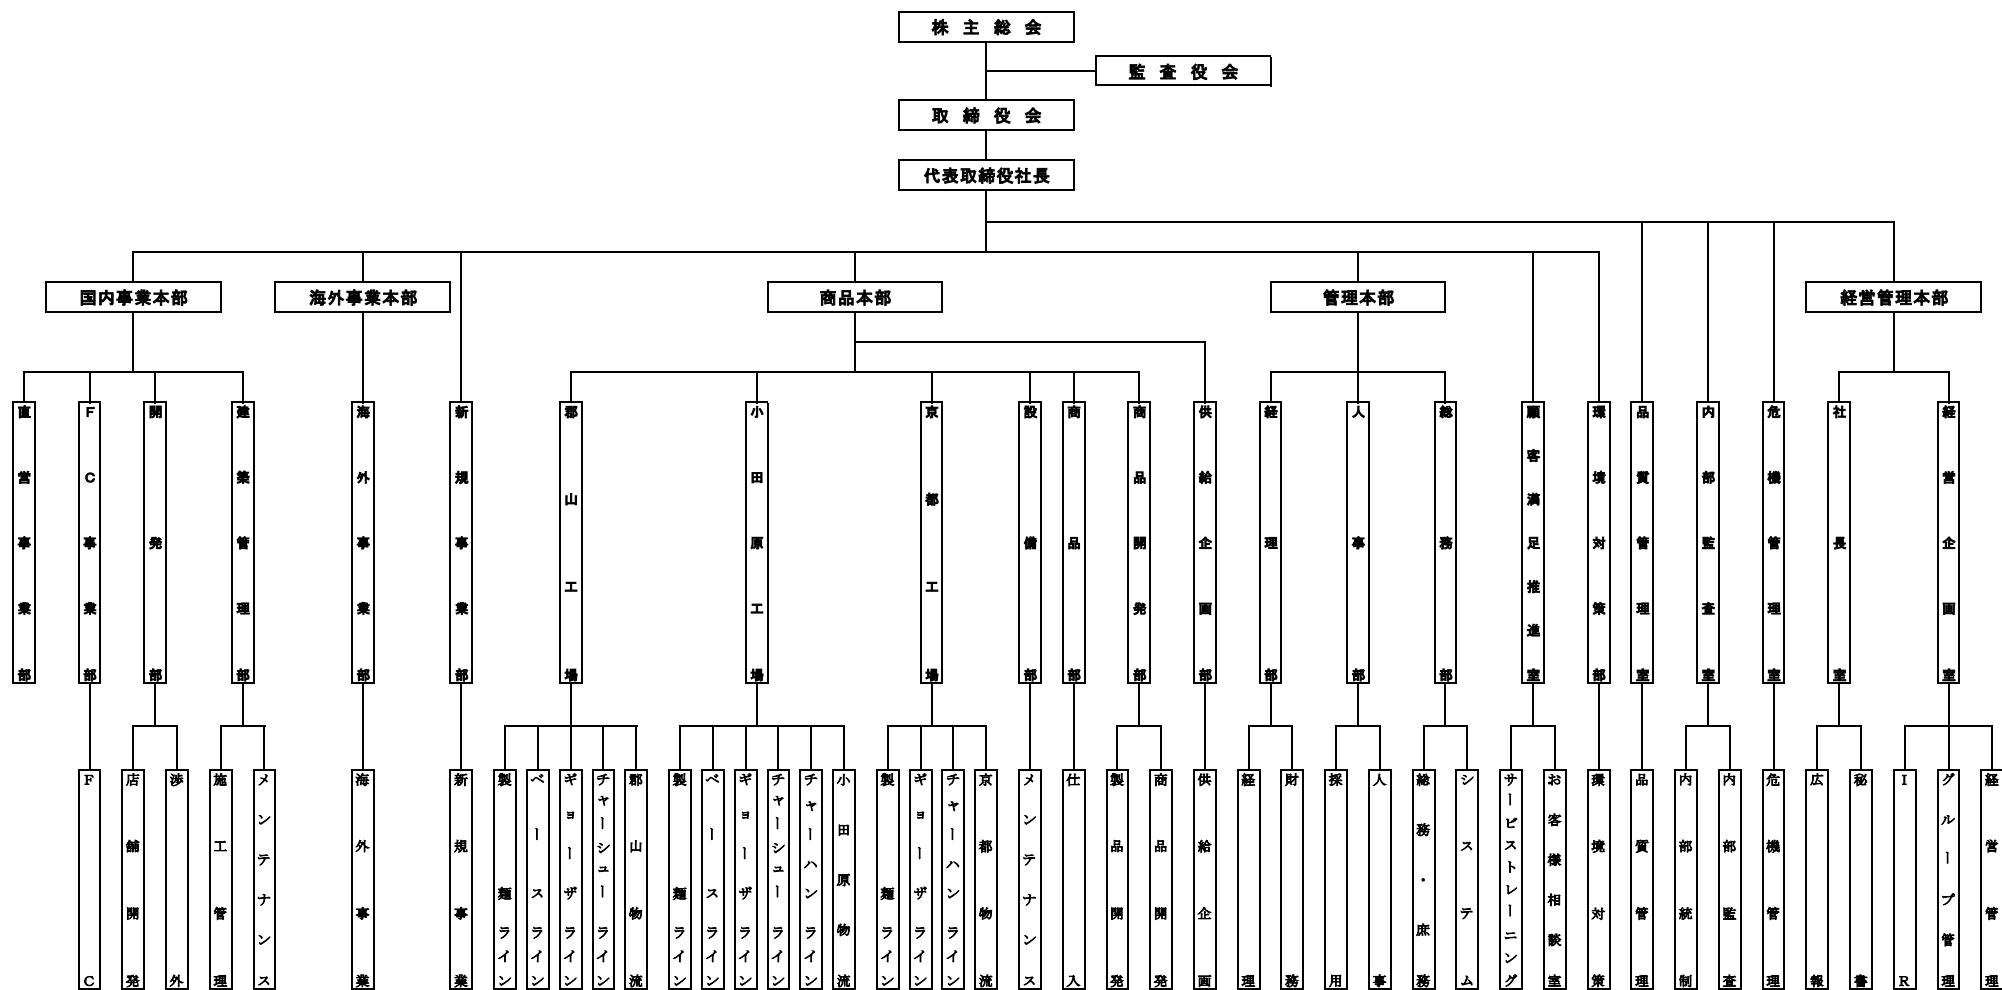 株主総会
監査役会
取締役会
代表取締役社長
国内事業本部
海外事業本部
商品本部
管理本部
経営管理本部
直営事業部
ＦＣ事業部
開発部
建築管理部
海外事業部
新規事業部
郡山工場
小田原工場
京都工場
設備部
商品部
商品開発部
供給企画部
経理部
人事部
総務部
顧客満足推進室
環境対策部
品質管理室
内部監査室
危機管理室
社長室
経営企画室
ＦＣ
店舗開発
渉外
施工管理
メンテナンス
海外事業
新規事業
製麺ライン
ベースライン
ギョーザライン
チャーシューライン
郡山物流
製麺ライン
ベースライン
ギョーザライン
チャーシューライン
チャーハンライン
小田原物流
製麺ライン
ギョーザライン
チャーハンライン
京都物流
メンテナンス
仕入
製品開発
商品開発
供給企画
経理
財務
採用
人事
総務・庶務
システム
サービストレーニング
お客様相談室
環境対策
品質管理
内部統制
内部監査
危機管理
広報
秘書
ＩＲ
グループ管理
経営管理